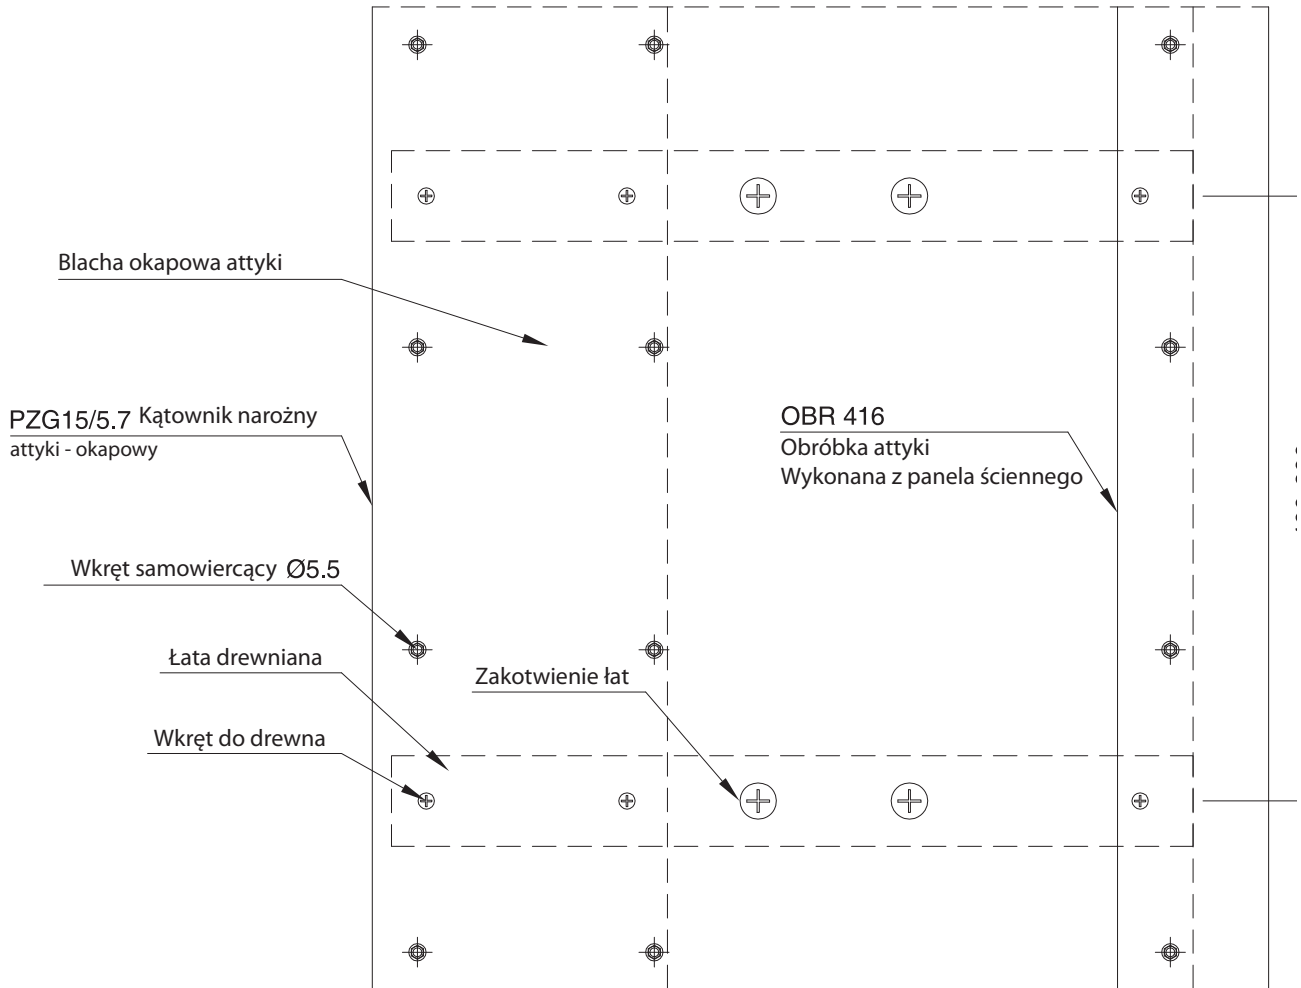 Blacha okapowa attyki
PZG15/5.7 Kątownik narożny
attyki - okapowy
OBR 416
Obróbka attyki
Wykonana z panela ściennego
Wkręt samowiercący Ø5.5
Łata drewniana
Zakotwienie łat
Wkręt do drewna